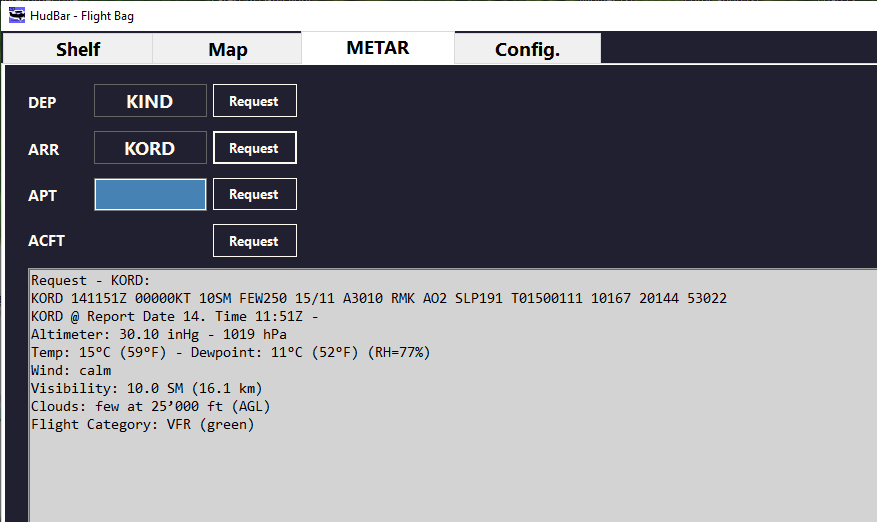 HudBar - Flight Bag
Shelf Map METAR Config.
DEP KIND Request
ARR KORD Request
APT Request
ACFT Request
Request - KORD:
KORD 141151Z 00000KT 10SM FEW250 15/11 A3010 RMK AO2 SLP191 T01500111 10167 20144 53022
KORD @ Report Date 14. Time 11:51Z -
Altimeter: 30.10 inHg - 1019 hPa
Temp: 15°C (59°F) - Dewpoint: 11°C (52°F) (RH=77%)
Wind: calm
Visibility: 10.0 SM (16.1 km)
Clouds: few at 25’000 ft (AGL)
Flight Category: VFR (green)